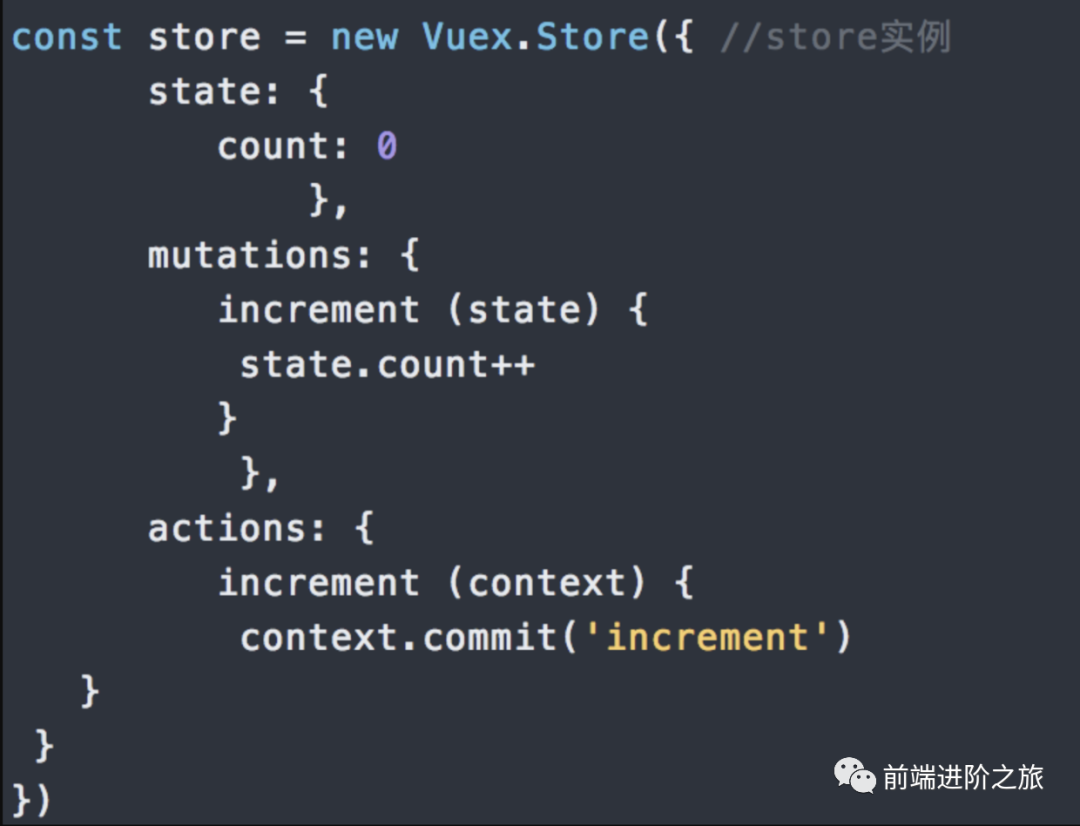 const store = new Vuex.Store({ //store实例
state: {
count: 0
},
mutations: {
increment (state) {
state.count++
}
},
actions: {
increment (context) {
context.commit('increment')
}
}
})
前端进阶之旅